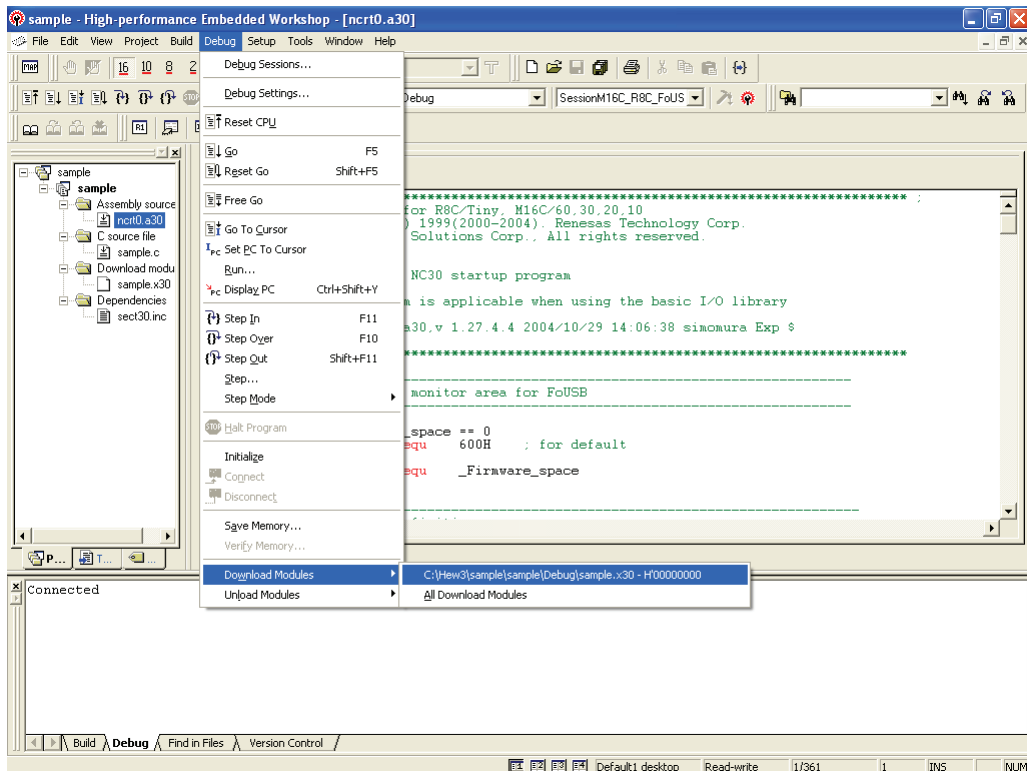 sample - High-performance Embedded Workshop - [ncrt0.a30]
File Edit View Project Build Debug Setup Tools Window Help
MAP 16 10 8 2
Debug SessionM16C_R8C_FoUS
R1
sample
sample
Assembly source
ncrt0.a30
C source file
sample.c
Download modu
sample.x30
Dependencies
sect30.inc
P... T... ...
Debug Sessions...
Debug Settings...
Reset CPU
Go F5
Reset Go Shift+F5
Free Go
Go To Cursor
Set PC To Cursor
Run...
Display PC Ctrl+Shift+Y
Step In F11
Step Over F10
Step Out Shift+F11
Step...
Step Mode
Halt Program
Initialize
Connect
Disconnect
Save Memory...
Verify Memory...
Download Modules
Unload Modules
C:\Hew3\sample\sample\Debug\sample.x30 - H'00000000
All Download Modules
******************************************************** ;
for R8C/Tiny, M16C/60,30,20,10
) 1999(2000-2004). Renesas Technology Corp.
Solutions Corp., All rights reserved.
NC30 startup program
m is applicable when using the basic I/O library
a30,v 1.27.4.4 2004/10/29 14:06:38 simomura Exp $
********************************************************
--------------------------------------------------------
monitor area for FoUSB
--------------------------------------------------------
_space == 0
equ 600H ; for default
equ _Firmware_space
--------------------------------------------------------
Connected
Build Debug Find in Files Version Control
Default1 desktop Read-write 1/361 1 INS NUM